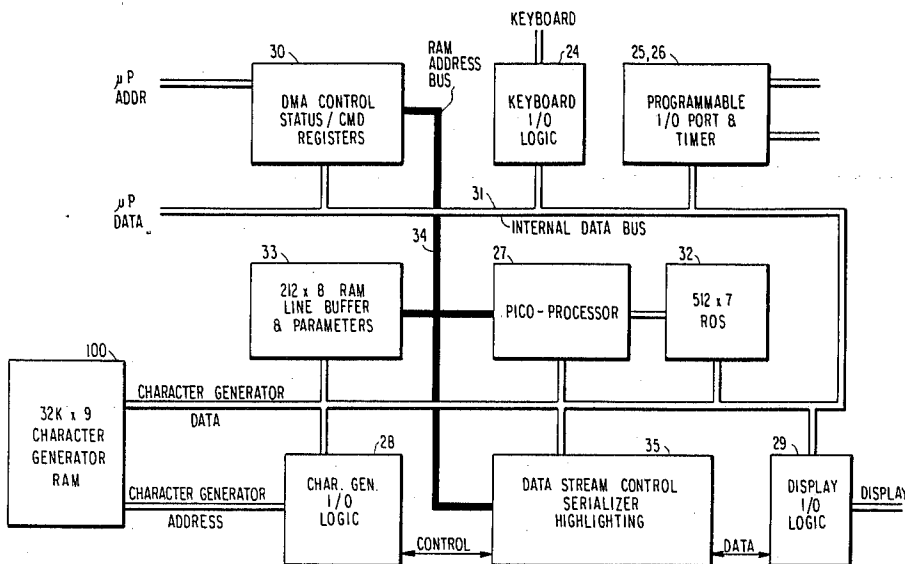 KEYBOARD
30
RAM
ADDRESS
BUS
24
25,26
μP
ADDR
DMA CONTROL
STATUS/CMD
REGISTERS
KEYBOARD
I/O
LOGIC
PROGRAMMABLE
I/O PORT &
TIMER
μP
DATA
31
INTERNAL DATA BUS
34
33
27
32
212 x 8 RAM
LINE BUFFER
& PARAMETERS
PICO-PROCESSOR
512 x 7
ROS
100
32K x 9
CHARACTER
GENERATOR
RAM
CHARACTER GENERATOR
DATA
28
35
29
CHARACTER GENERATOR
ADDRESS
CHAR. GEN.
I/O
LOGIC
DATA STREAM CONTROL
SERIALIZER
HIGHLIGHTING
DISPLAY
I/O
LOGIC
DISPLAY
CONTROL
DATA